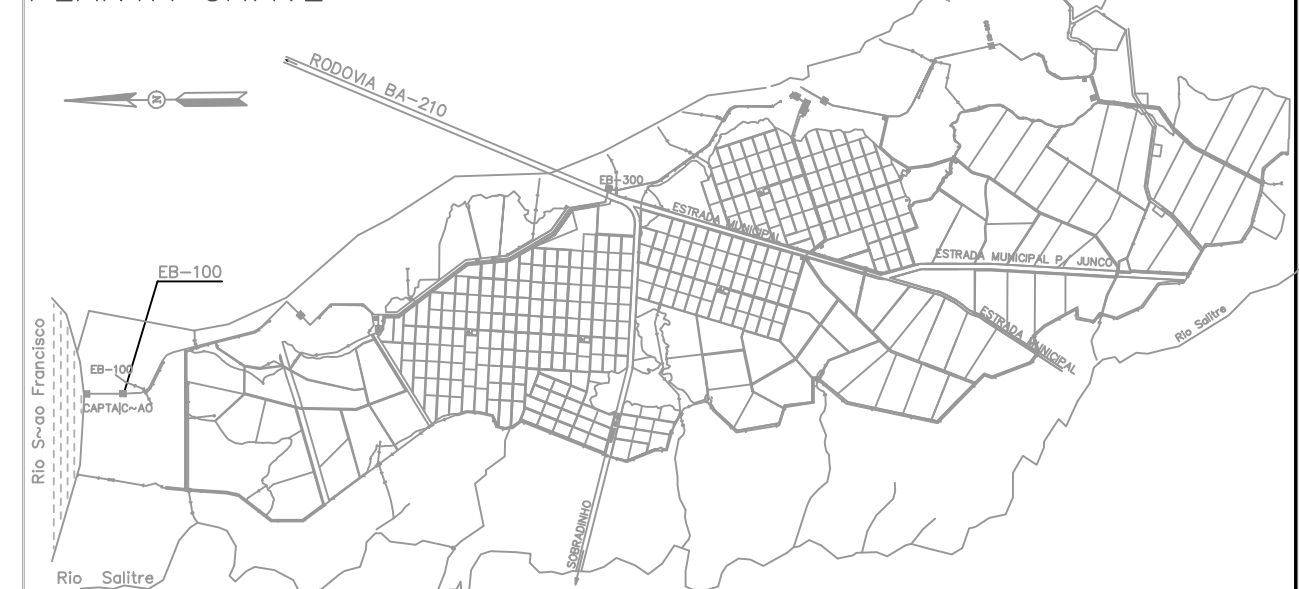 RODOVIA BA-210
N
EB-300
ESTRADA MUNICIPAL
ESTRADA MUNICIPAL P/ JUNCO
EB-100
ESTRADA MUNICIPAL
Rio Salitre
Rio S~ao Francisco
EB-100
CAPTA|C~AO
SOBRADINHO
Rio Salitre